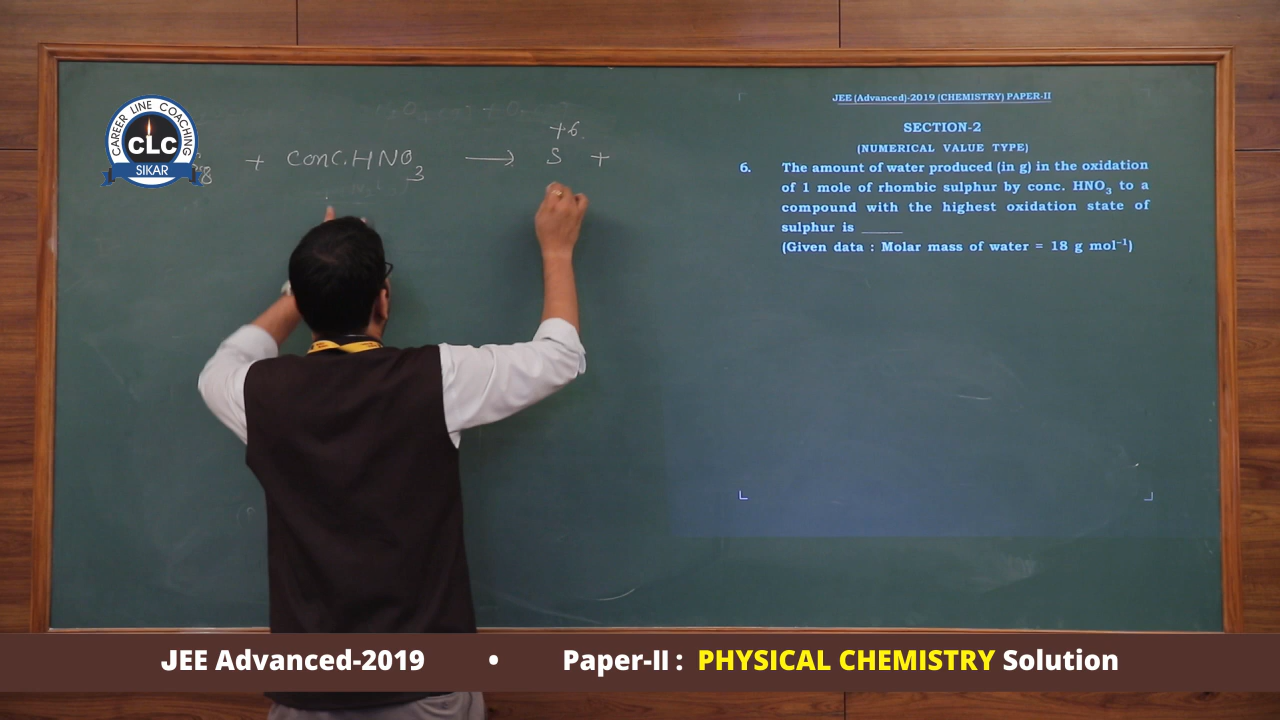 CAREER LINE COACHING
CLC
SIKAR
8 + conc. HNO3 ⟶ S +
+6
JEE (Advanced)-2019 (CHEMISTRY) PAPER-II
SECTION-2
(NUMERICAL VALUE TYPE)
6. The amount of water produced (in g) in the oxidation
of 1 mole of rhombic sulphur by conc. HNO₃ to a
compound with the highest oxidation state of
sulphur is _____
(Given data : Molar mass of water = 18 g mol⁻¹)
JEE Advanced-2019 • Paper-II : PHYSICAL CHEMISTRY Solution